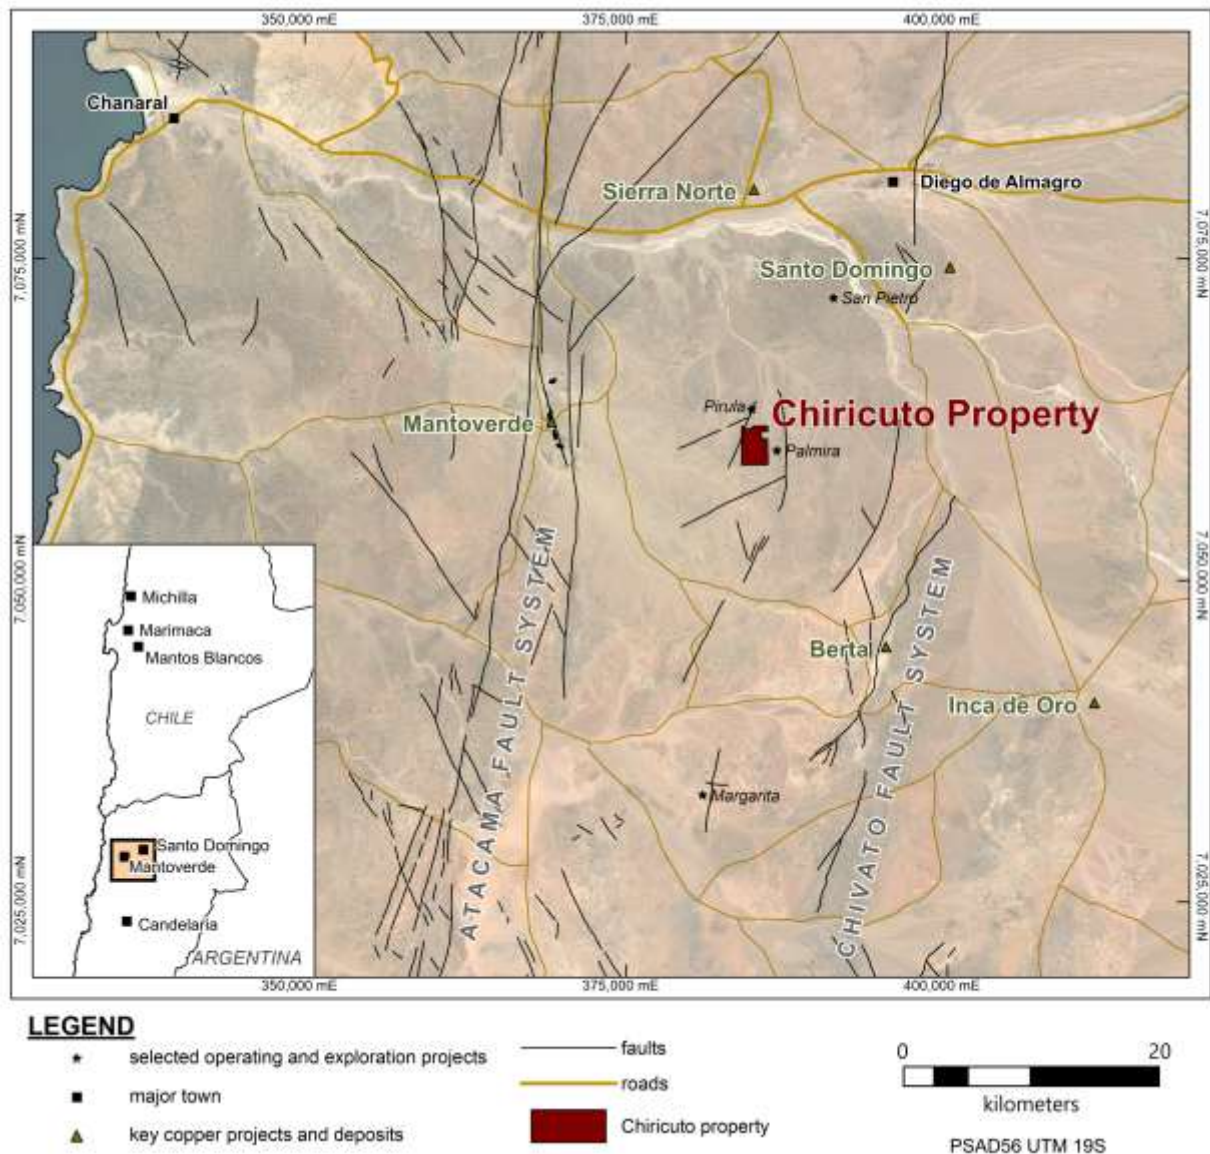 350,000 mE
375,000 mE
400,000 mE
Chanaral
Sierra Norte
Diego de Almagro
7,075,000 mN
7,075,000 mN
Santo Domingo
San Pietro
Pirula
Chiricuto Property
Mantoverde
Palmira
7,050,000 mN
7,050,000 mN
ATACAMA FAULT SYSTEM
CHIVATO FAULT SYSTEM
Michilla
Marimaca
Mantos Blancos
Berta
CHILE
Inca de Oro
Margarita
Santo Domingo
Mantoverde
7,025,000 mN
7,025,000 mN
Candelaria
ARGENTINA
350,000 mE
375,000 mE
400,000 mE
LEGEND
selected operating and exploration projects
major town
key copper projects and deposits
faults
roads
Chiricuto property
0
20
kilometers
PSAD56 UTM 19S